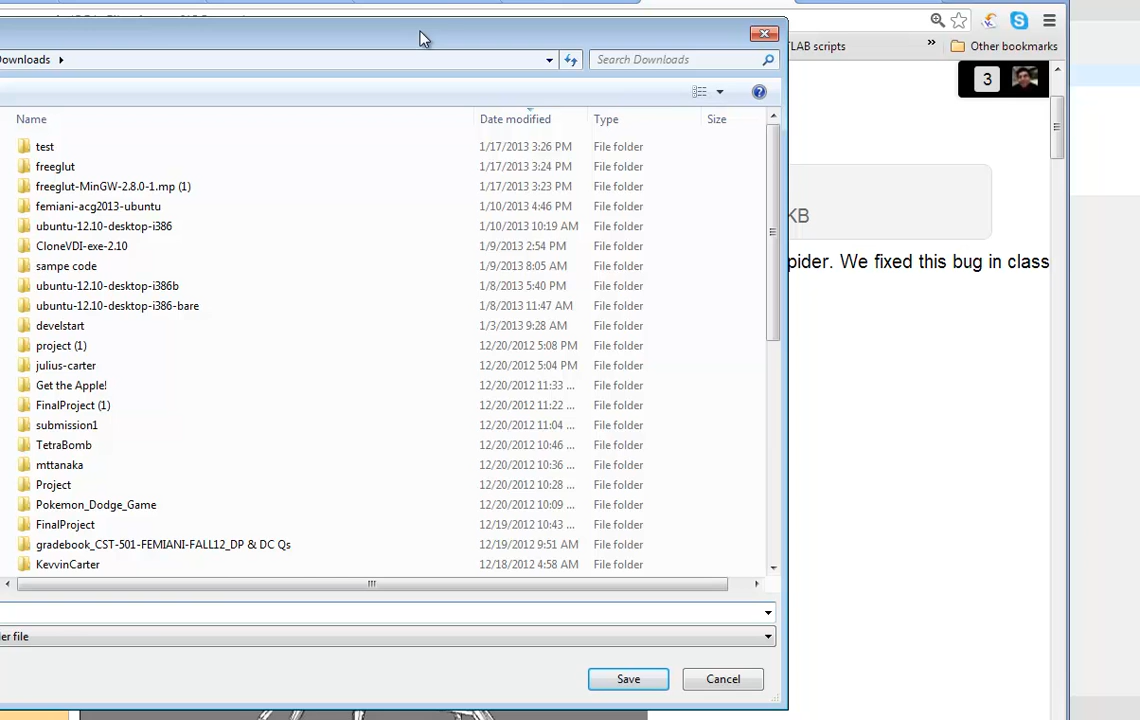 LAB scripts
»
Other bookmarks
3
ownloads
Search Downloads
Name Date modified Type Size
test 1/17/2013 3:26 PM File folder
freeglut 1/17/2013 3:24 PM File folder
freeglut-MinGW-2.8.0-1.mp (1) 1/17/2013 3:23 PM File folder
femiani-acg2013-ubuntu 1/10/2013 4:46 PM File folder
ubuntu-12.10-desktop-i386 1/10/2013 10:19 AM File folder
CloneVDI-exe-2.10 1/9/2013 2:54 PM File folder
sampe code 1/9/2013 8:05 AM File folder
ubuntu-12.10-desktop-i386b 1/8/2013 5:40 PM File folder
ubuntu-12.10-desktop-i386-bare 1/8/2013 11:47 AM File folder
develstart 1/3/2013 9:28 AM File folder
project (1) 12/20/2012 5:08 PM File folder
julius-carter 12/20/2012 5:04 PM File folder
Get the Apple! 12/20/2012 11:33 ... File folder
FinalProject (1) 12/20/2012 11:22 ... File folder
submission1 12/20/2012 11:04 ... File folder
TetraBomb 12/20/2012 10:46 ... File folder
mttanaka 12/20/2012 10:36 ... File folder
Project 12/20/2012 10:28 ... File folder
Pokemon_Dodge_Game 12/20/2012 10:09 ... File folder
FinalProject 12/19/2012 10:43 ... File folder
gradebook_CST-501-FEMIANI-FALL12_DP & DC Qs 12/19/2012 9:51 AM File folder
KevvinCarter 12/18/2012 4:58 AM File folder
er file
Save Cancel
KB
pider. We fixed this bug in class